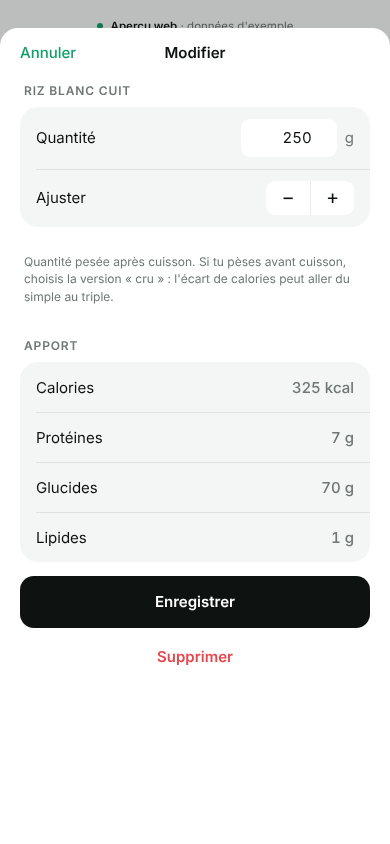 Aperçu web · données d'exemple
Annuler
Modifier
RIZ BLANC CUIT
Quantité
250 g
Ajuster
− +
Quantité pesée après cuisson. Si tu pèses avant cuisson,
choisis la version « cru » : l'écart de calories peut aller du
simple au triple.
APPORT
Calories
325 kcal
Protéines
7 g
Glucides
70 g
Lipides
1 g
Enregistrer
Supprimer